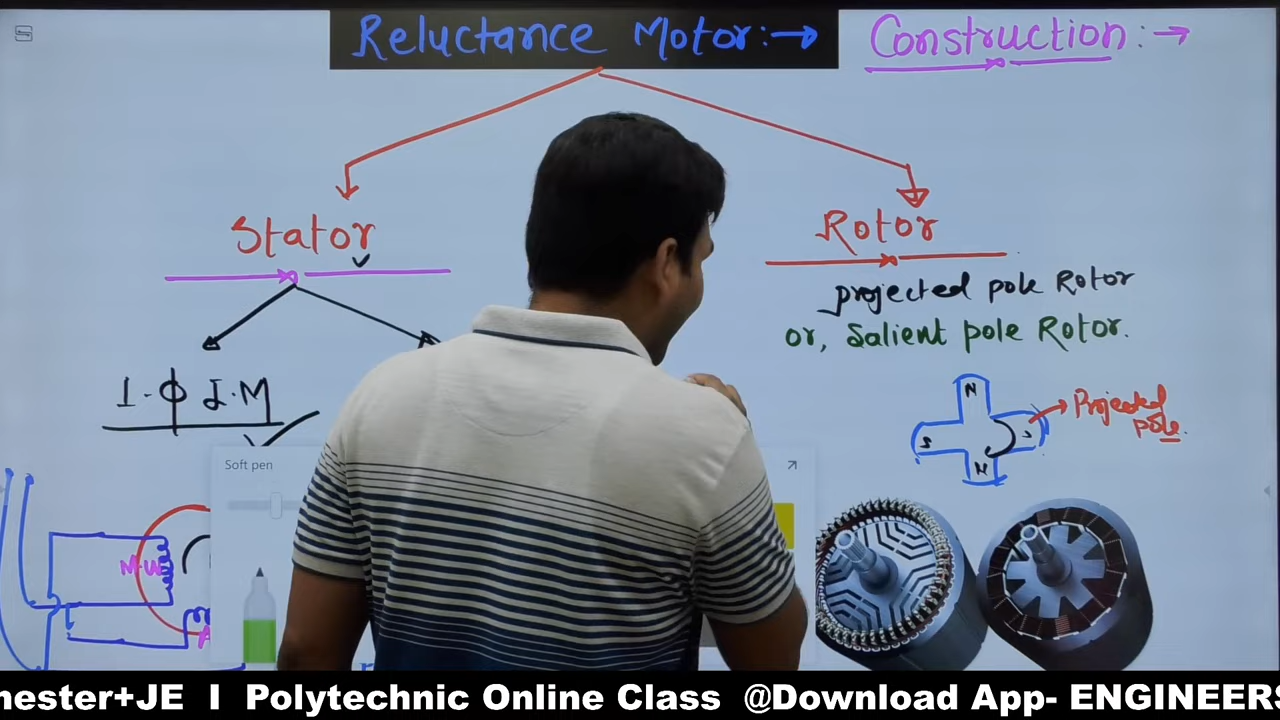 Reluctance Motor:→ Construction:→
Stator
Rotor
projected pole Rotor
or, Salient pole Rotor.
1-Φ I.M
N
S
S
N
Projected
pole.
Soft pen
M.W
A
mester+JE I Polytechnic Online Class @Download App- ENGINEERS